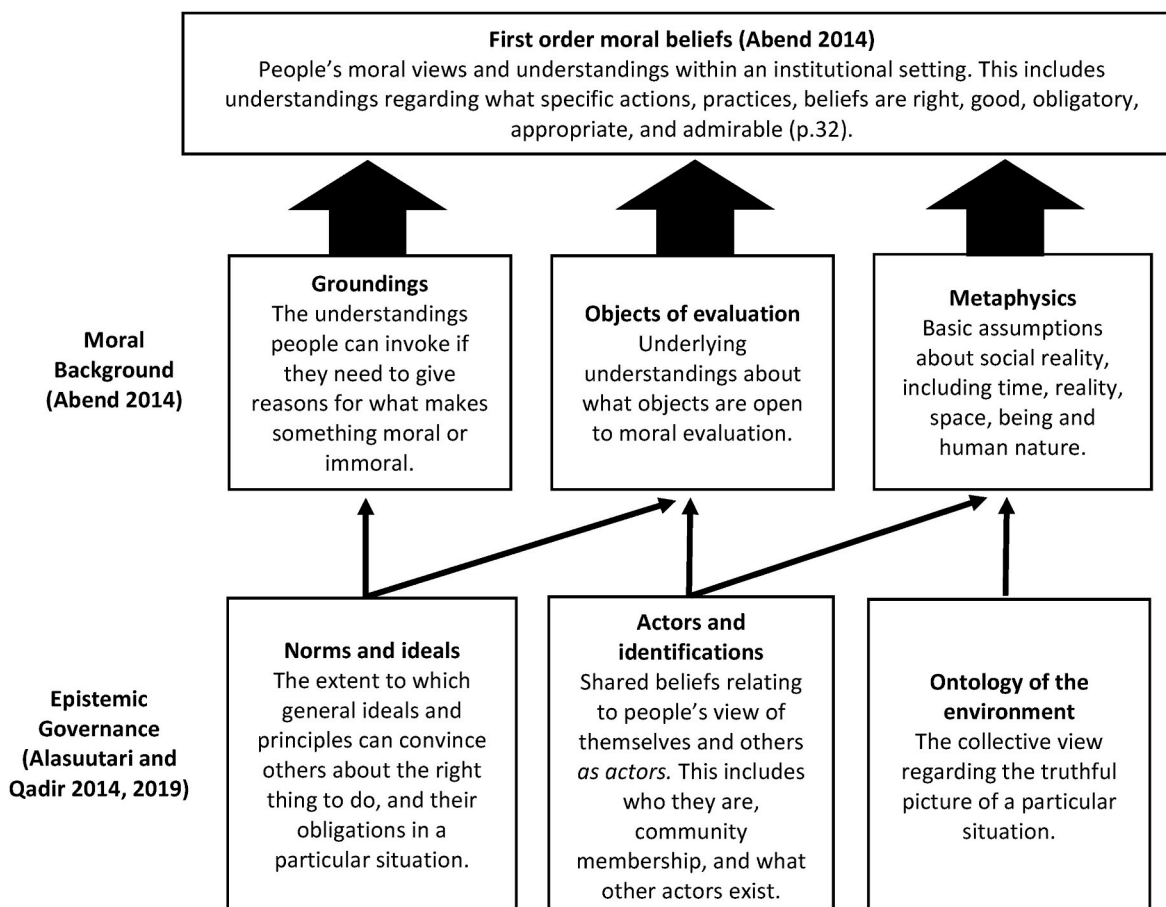 First order moral beliefs (Abend 2014)
People’s moral views and understandings within an institutional setting. This includes
understandings regarding what specific actions, practices, beliefs are right, good, obligatory,
appropriate, and admirable (p.32).
Moral
Background
(Abend 2014)
Groundings
The understandings
people can invoke if
they need to give
reasons for what makes
something moral or
immoral.
Objects of evaluation
Underlying
understandings about
what objects are open
to moral evaluation.
Metaphysics
Basic assumptions
about social reality,
including time, reality,
space, being and
human nature.
Epistemic
Governance
(Alasuutari and
Qadir 2014, 2019)
Norms and ideals
The extent to which
general ideals and
principles can convince
others about the right
thing to do, and their
obligations in a
particular situation.
Actors and
identifications
Shared beliefs relating
to people’s view of
themselves and others
as actors. This includes
who they are,
community
membership, and what
other actors exist.
Ontology of the
environment
The collective view
regarding the truthful
picture of a particular
situation.